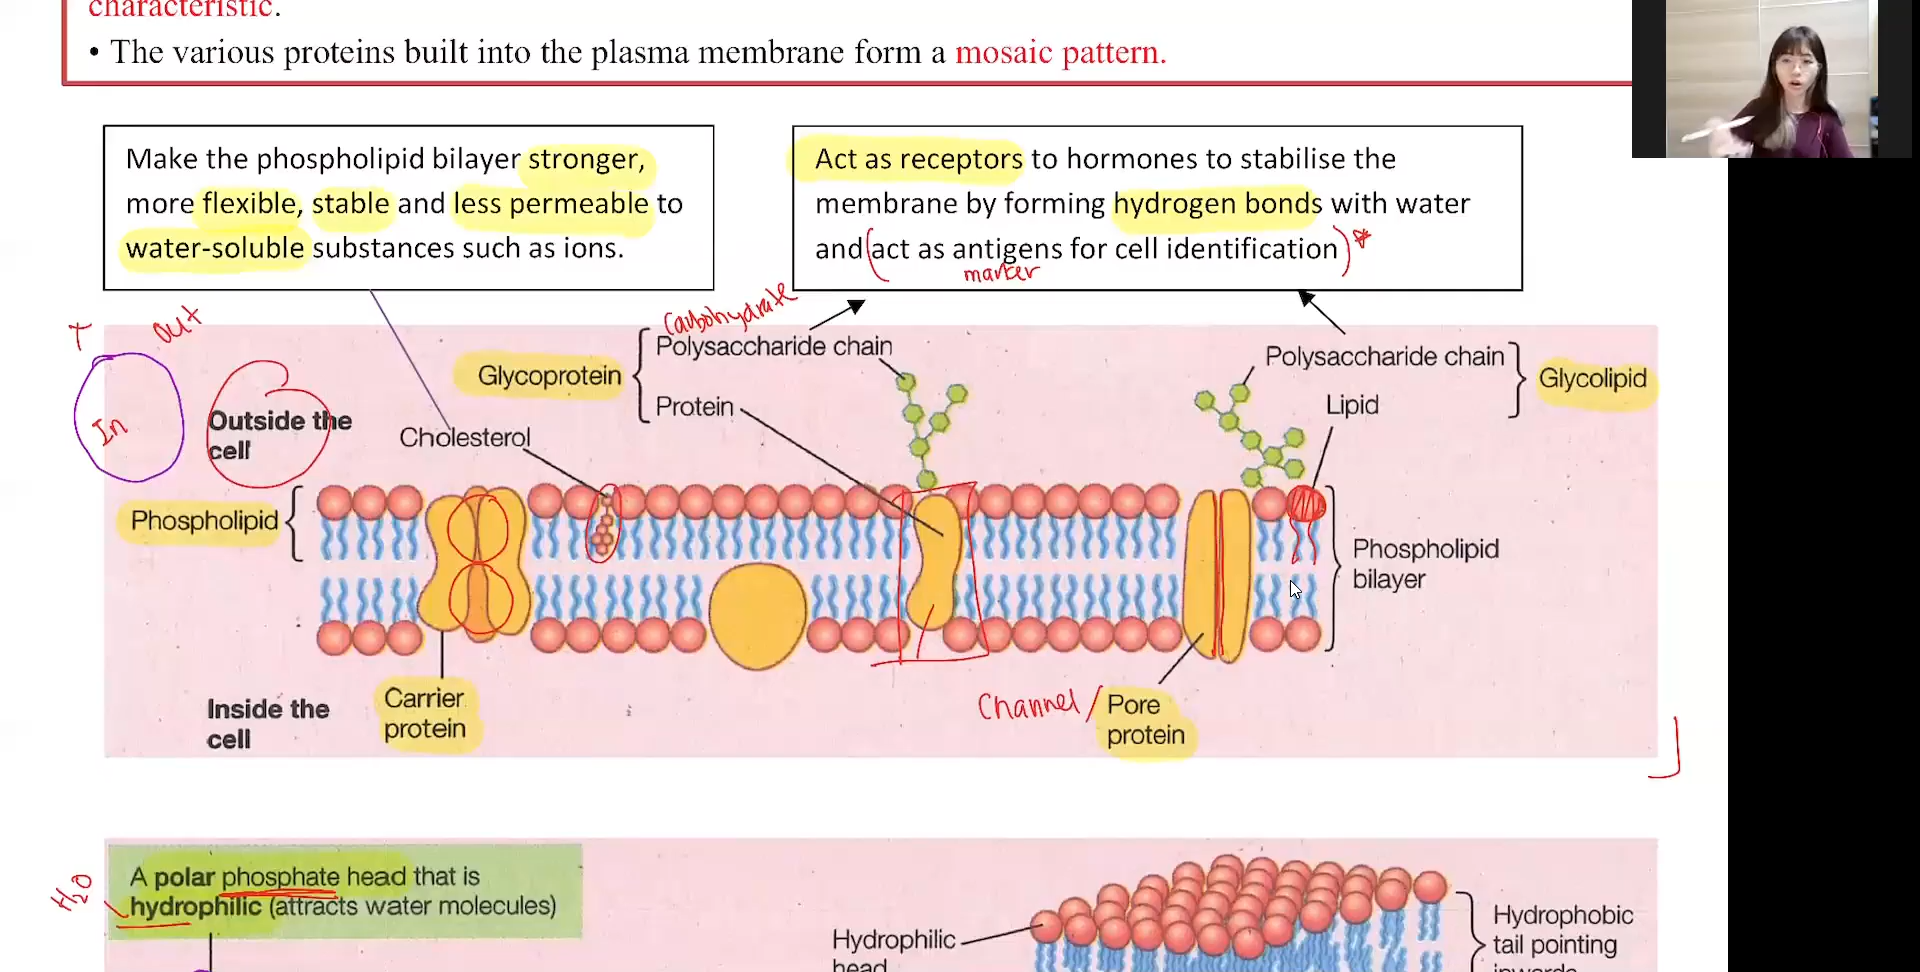 characteristic.
• The various proteins built into the plasma membrane form a mosaic pattern.
Make the phospholipid bilayer stronger,
more flexible, stable and less permeable to
water-soluble substances such as ions.
Act as receptors to hormones to stabilise the
membrane by forming hydrogen bonds with water
and (act as antigens for cell identification)*
marker
out
In
Outside the
cell
Carbohydrate
Polysaccharide chain
Glycoprotein
Protein
Cholesterol
Polysaccharide chain
Glycolipid
Lipid
Phospholipid
Phospholipid
bilayer
Inside the
cell
Carrier
protein
Channel /
Pore
protein
H2O
A polar phosphate head that is
hydrophilic (attracts water molecules)
Hydrophilic
head
Hydrophobic
tail pointing
inwards